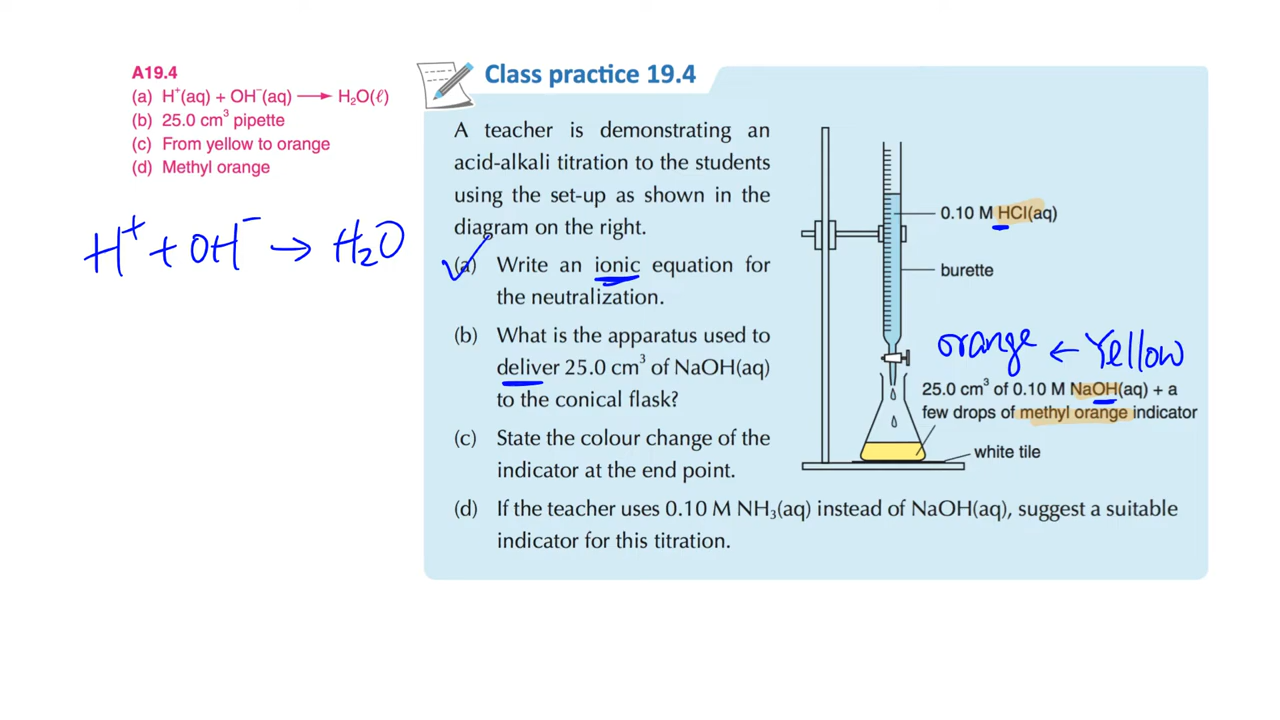 A19.4
(a) H⁺(aq) + OH⁻(aq) ⟶ H₂O(ℓ)
(b) 25.0 cm³ pipette
(c) From yellow to orange
(d) Methyl orange
H⁺ + OH⁻ → H₂O
Class practice 19.4
A teacher is demonstrating an
acid-alkali titration to the students
using the set-up as shown in the
diagram on the right.
(a) Write an ionic equation for
the neutralization.
(b) What is the apparatus used to
deliver 25.0 cm³ of NaOH(aq)
to the conical flask?
(c) State the colour change of the
indicator at the end point.
(d) If the teacher uses 0.10 M NH₃(aq) instead of NaOH(aq), suggest a suitable
indicator for this titration.
0.10 M HCl(aq)
burette
orange ← Yellow
25.0 cm³ of 0.10 M NaOH(aq) + a
few drops of methyl orange indicator
white tile